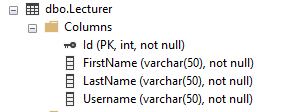 dbo.Lecturer
Columns
Id (PK, int, not null)
FirstName (varchar(50), not null)
LastName (varchar(50), not null)
Username (varchar(50), not null)